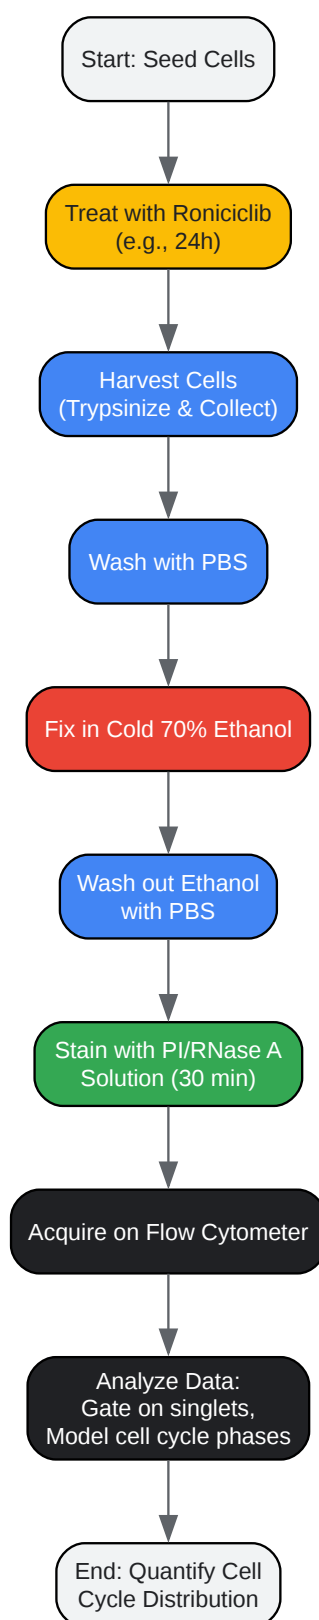 Start: Seed Cells
Treat with Roniciclib
(e.g., 24h)
Harvest Cells
(Trypsinize & Collect)
Wash with PBS
Fix in Cold 70% Ethanol
Wash out Ethanol
with PBS
Stain with PI/RNase A
Solution (30 min)
Acquire on Flow Cytometer
Analyze Data:
Gate on singlets,
Model cell cycle phases
End: Quantify Cell
Cycle Distribution